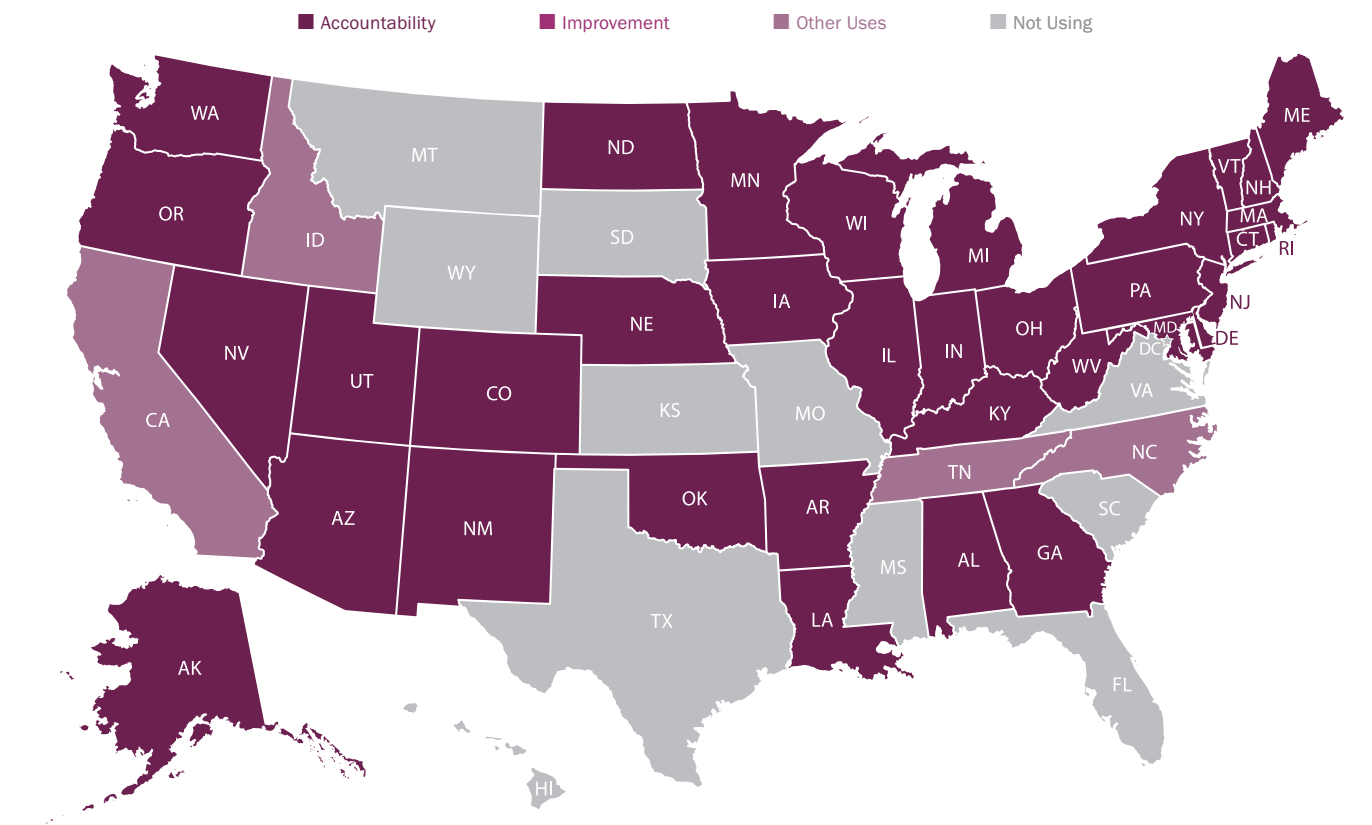 Accountability Improvement Other Uses Not Using
ME
WA
ND
MT
VT
MN
NH
OR
NY
MA
WI
SD
ID
CT
RI
MI
WY
PA
IA
NJ
NE
MD
OH
DE
DC
NV
IN
IL
WV
UT
VA
CO
KS
MO
KY
CA
NC
TN
OK
AR
SC
AZ
NM
GA
AL
MS
LA
TX
AK
FL
HI